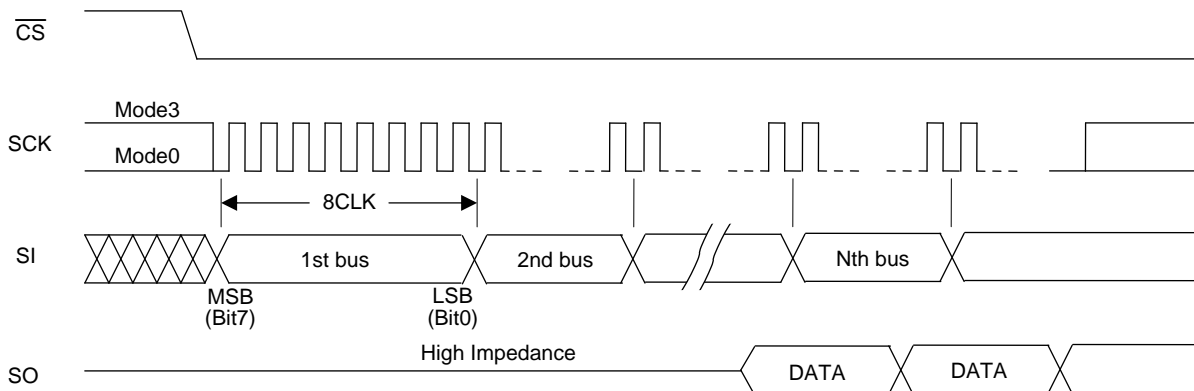 C̅S̅
Mode3
SCK
Mode0
8CLK
SI
1st bus
2nd bus
Nth bus
MSB
(Bit7)
LSB
(Bit0)
High Impedance
SO
DATA
DATA